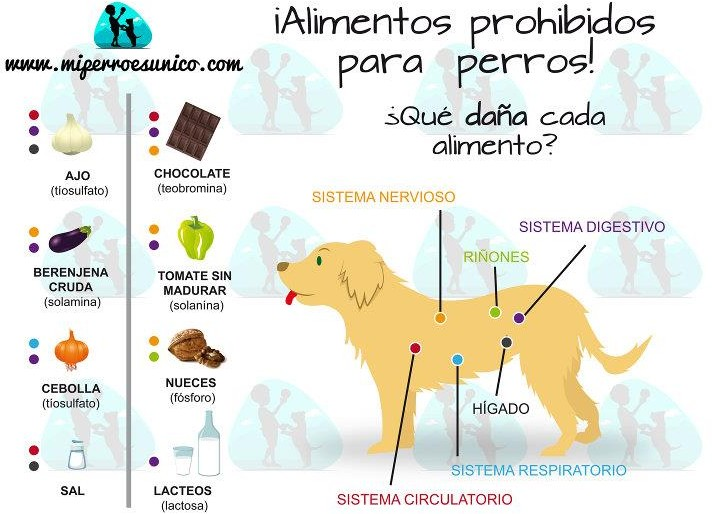 ¡Alimentos prohibidos
para perros!
www.miperroesunico.com
¿Qué daña cada
alimento?
AJO
(tiosulfato)
CHOCOLATE
(teobromina)
BERENJENA
CRUDA
(solamina)
TOMATE SIN
MADURAR
(solanina)
CEBOLLA
(tiosulfato)
NUECES
(fósforo)
SAL
LACTEOS
(lactosa)
SISTEMA NERVIOSO
SISTEMA DIGESTIVO
RIÑONES
HÍGADO
SISTEMA RESPIRATORIO
SISTEMA CIRCULATORIO